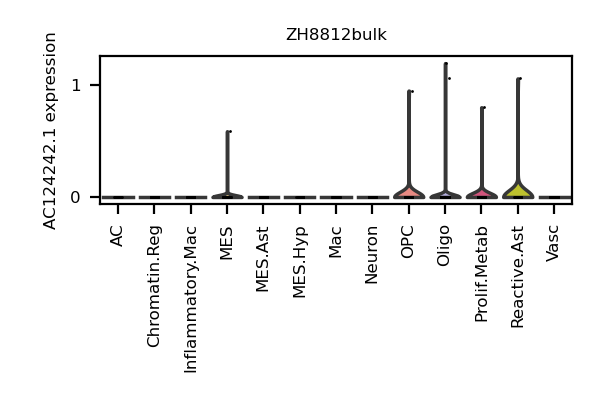 ZH8812bulk
AC124242.1 expression
1
0
AC
Chromatin.Reg
Inflammatory.Mac
MES
MES.Ast
MES.Hyp
Mac
Neuron
OPC
Oligo
Prolif.Metab
Reactive.Ast
Vasc